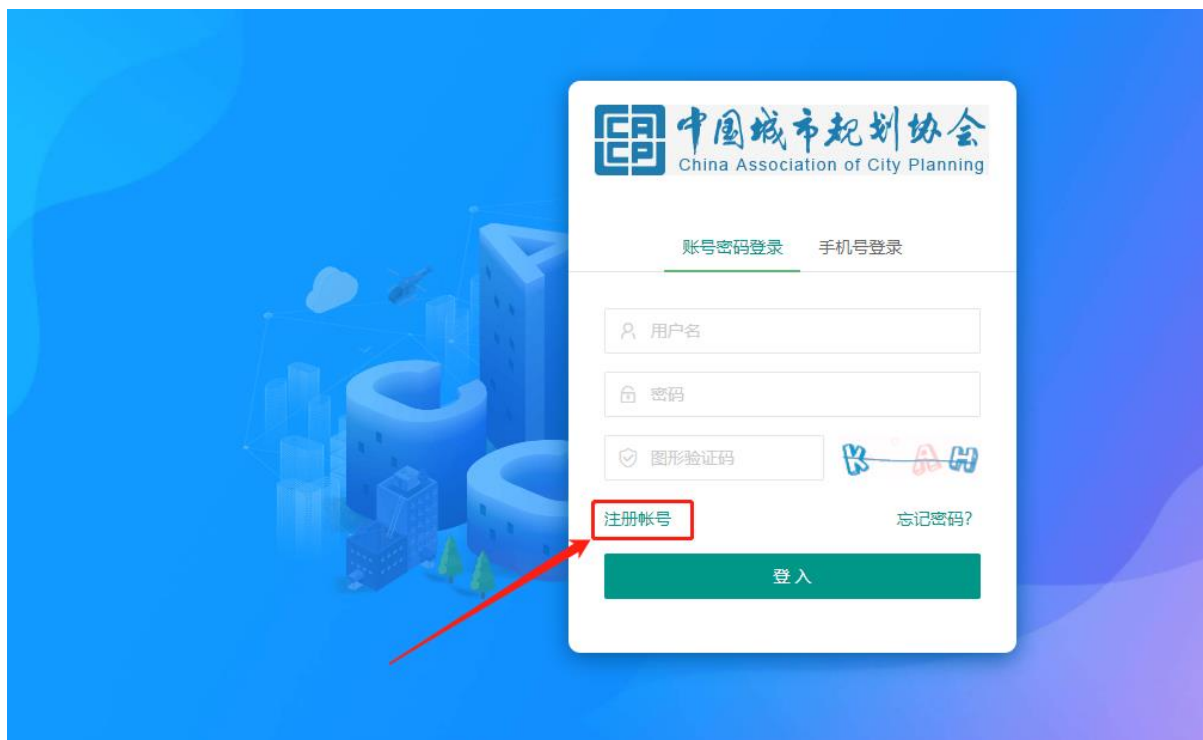 CACP
中国城市规划协会
China Association of City Planning
账号密码登录 手机号登录
用户名
密码
图形验证码
K A H
注册帐号 忘记密码?
登入
A
C
C